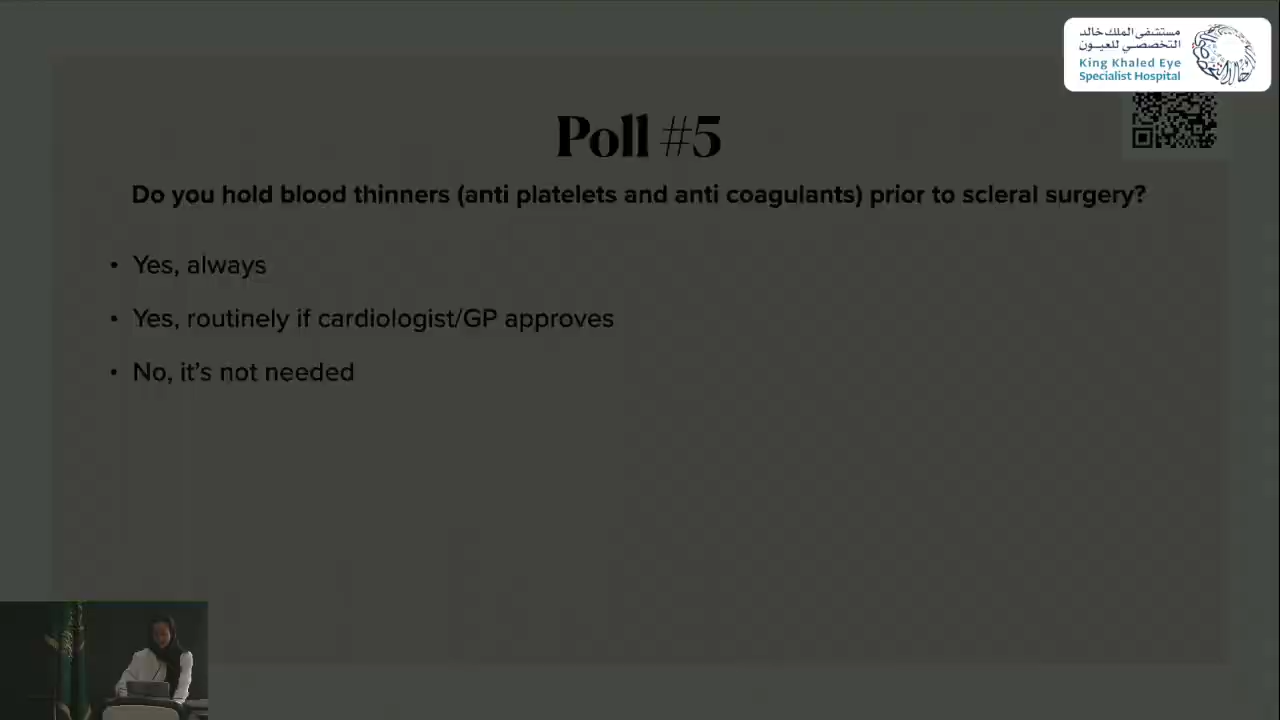 مستشفى الملك خالد
التخصصي للعيون
King Khaled Eye
Specialist Hospital
Poll #5
Do you hold blood thinners (anti platelets and anti coagulants) prior to scleral surgery?
• Yes, always
• Yes, routinely if cardiologist/GP approves
• No, it's not needed